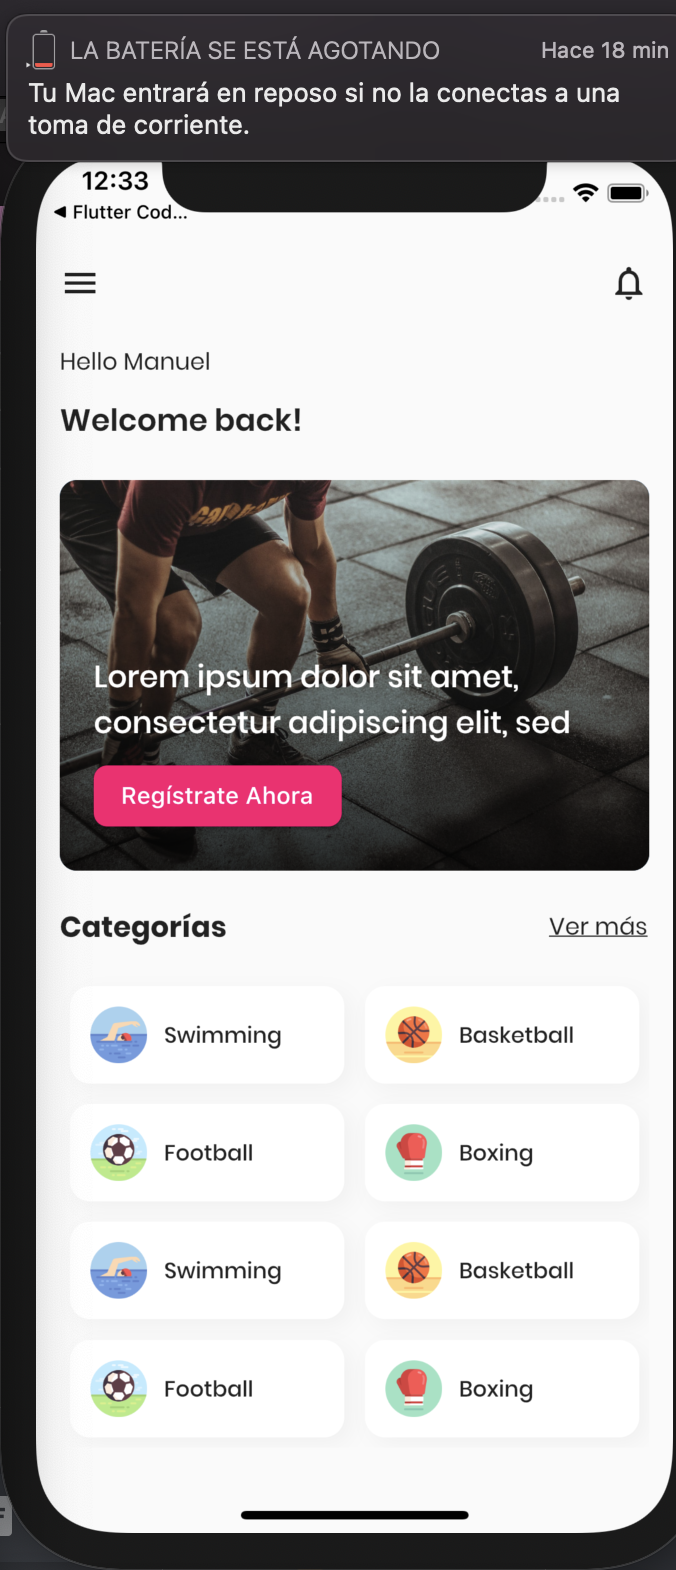 LA BATERÍA SE ESTÁ AGOTANDO Hace 18 min
Tu Mac entrará en reposo si no la conectas a una
toma de corriente.
12:33
◀ Flutter Cod...
Hello Manuel
Welcome back!
Lorem ipsum dolor sit amet,
consectetur adipiscing elit, sed
Regístrate Ahora
Categorías Ver más
Swimming Basketball
Football Boxing
Swimming Basketball
Football Boxing